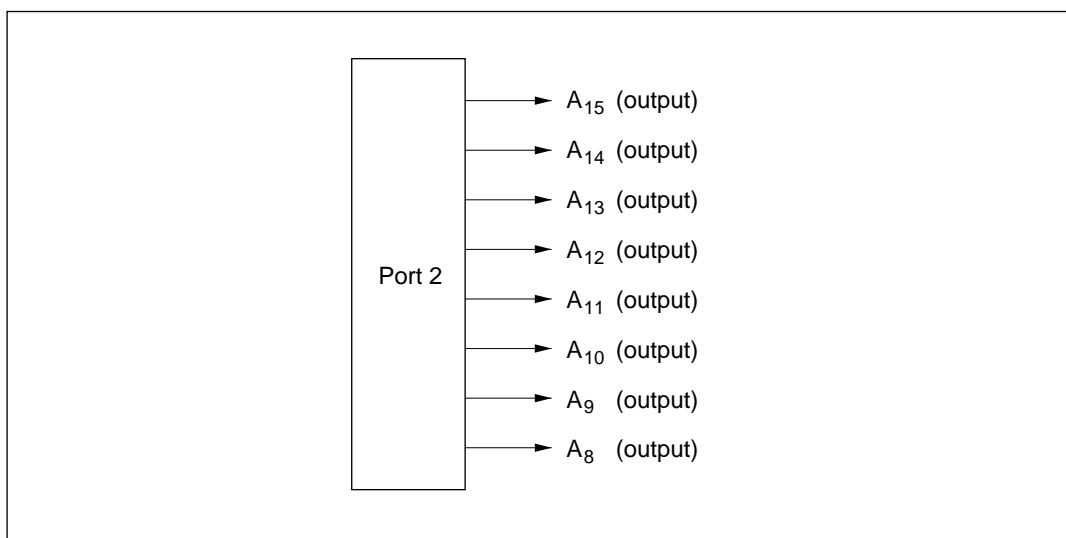 A15 (output)
A14 (output)
A13 (output)
A12 (output)
Port 2
A11 (output)
A10 (output)
A9 (output)
A8 (output)